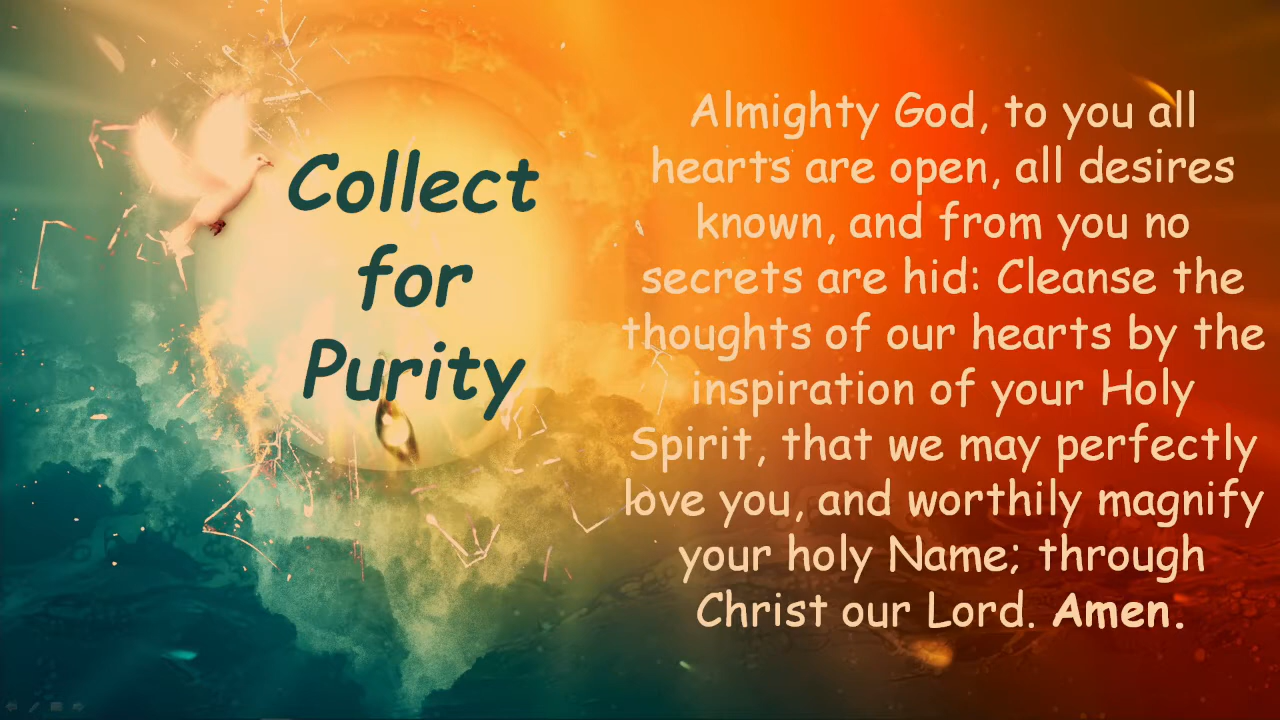 Collect
for
Purity
Almighty God, to you all
hearts are open, all desires
known, and from you no
secrets are hid: Cleanse the
thoughts of our hearts by the
inspiration of your Holy
Spirit, that we may perfectly
love you, and worthily magnify
your holy Name; through
Christ our Lord. Amen.